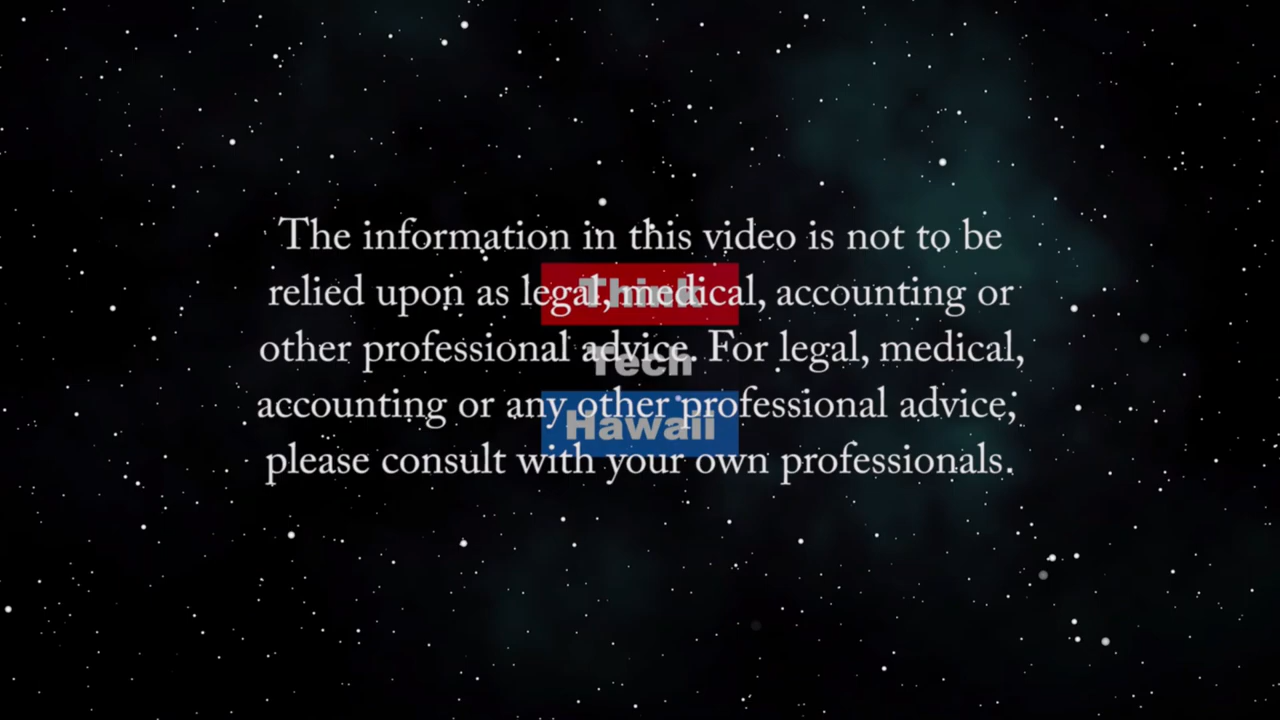 The information in this video is not to be
relied upon as legal, medical, accounting or
other professional advice. For legal, medical,
accounting or any other professional advice,
please consult with your own professionals.
Think
Tech
Hawaii